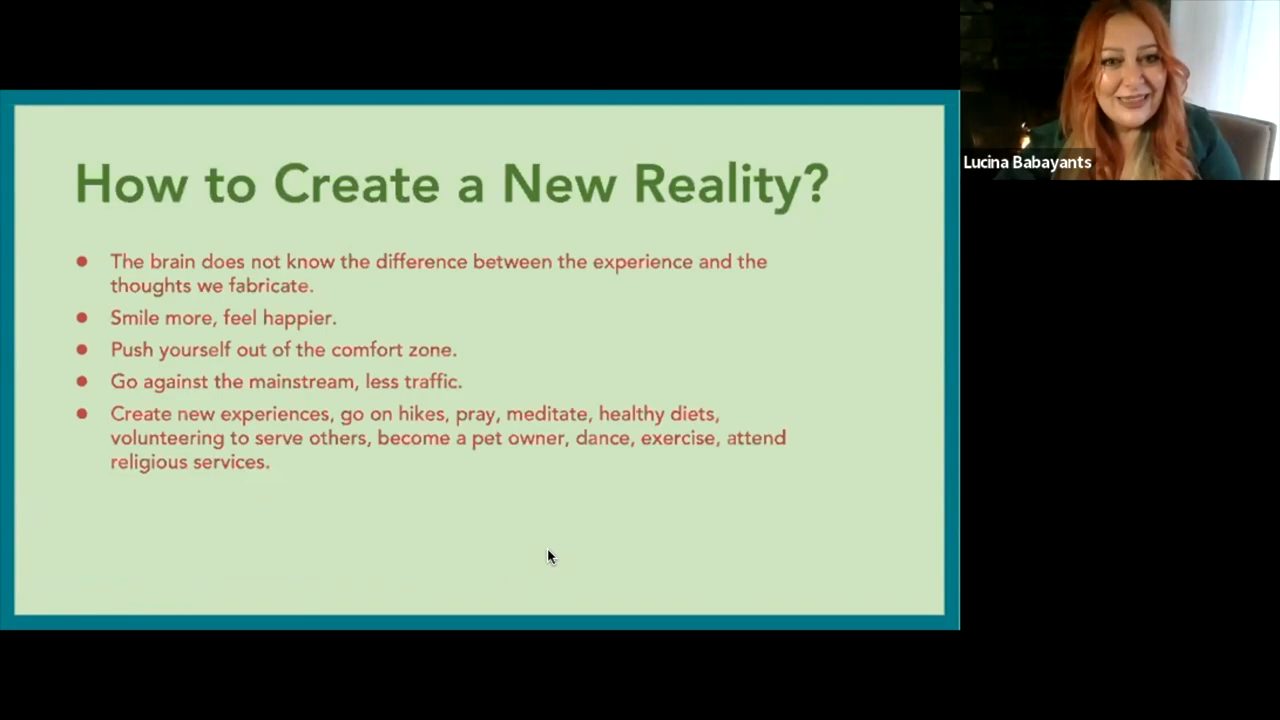 How to Create a New Reality?
● The brain does not know the difference between the experience and the
thoughts we fabricate.
● Smile more, feel happier.
● Push yourself out of the comfort zone.
● Go against the mainstream, less traffic.
● Create new experiences, go on hikes, pray, meditate, healthy diets,
volunteering to serve others, become a pet owner, dance, exercise, attend
religious services.
Lucina Babayants